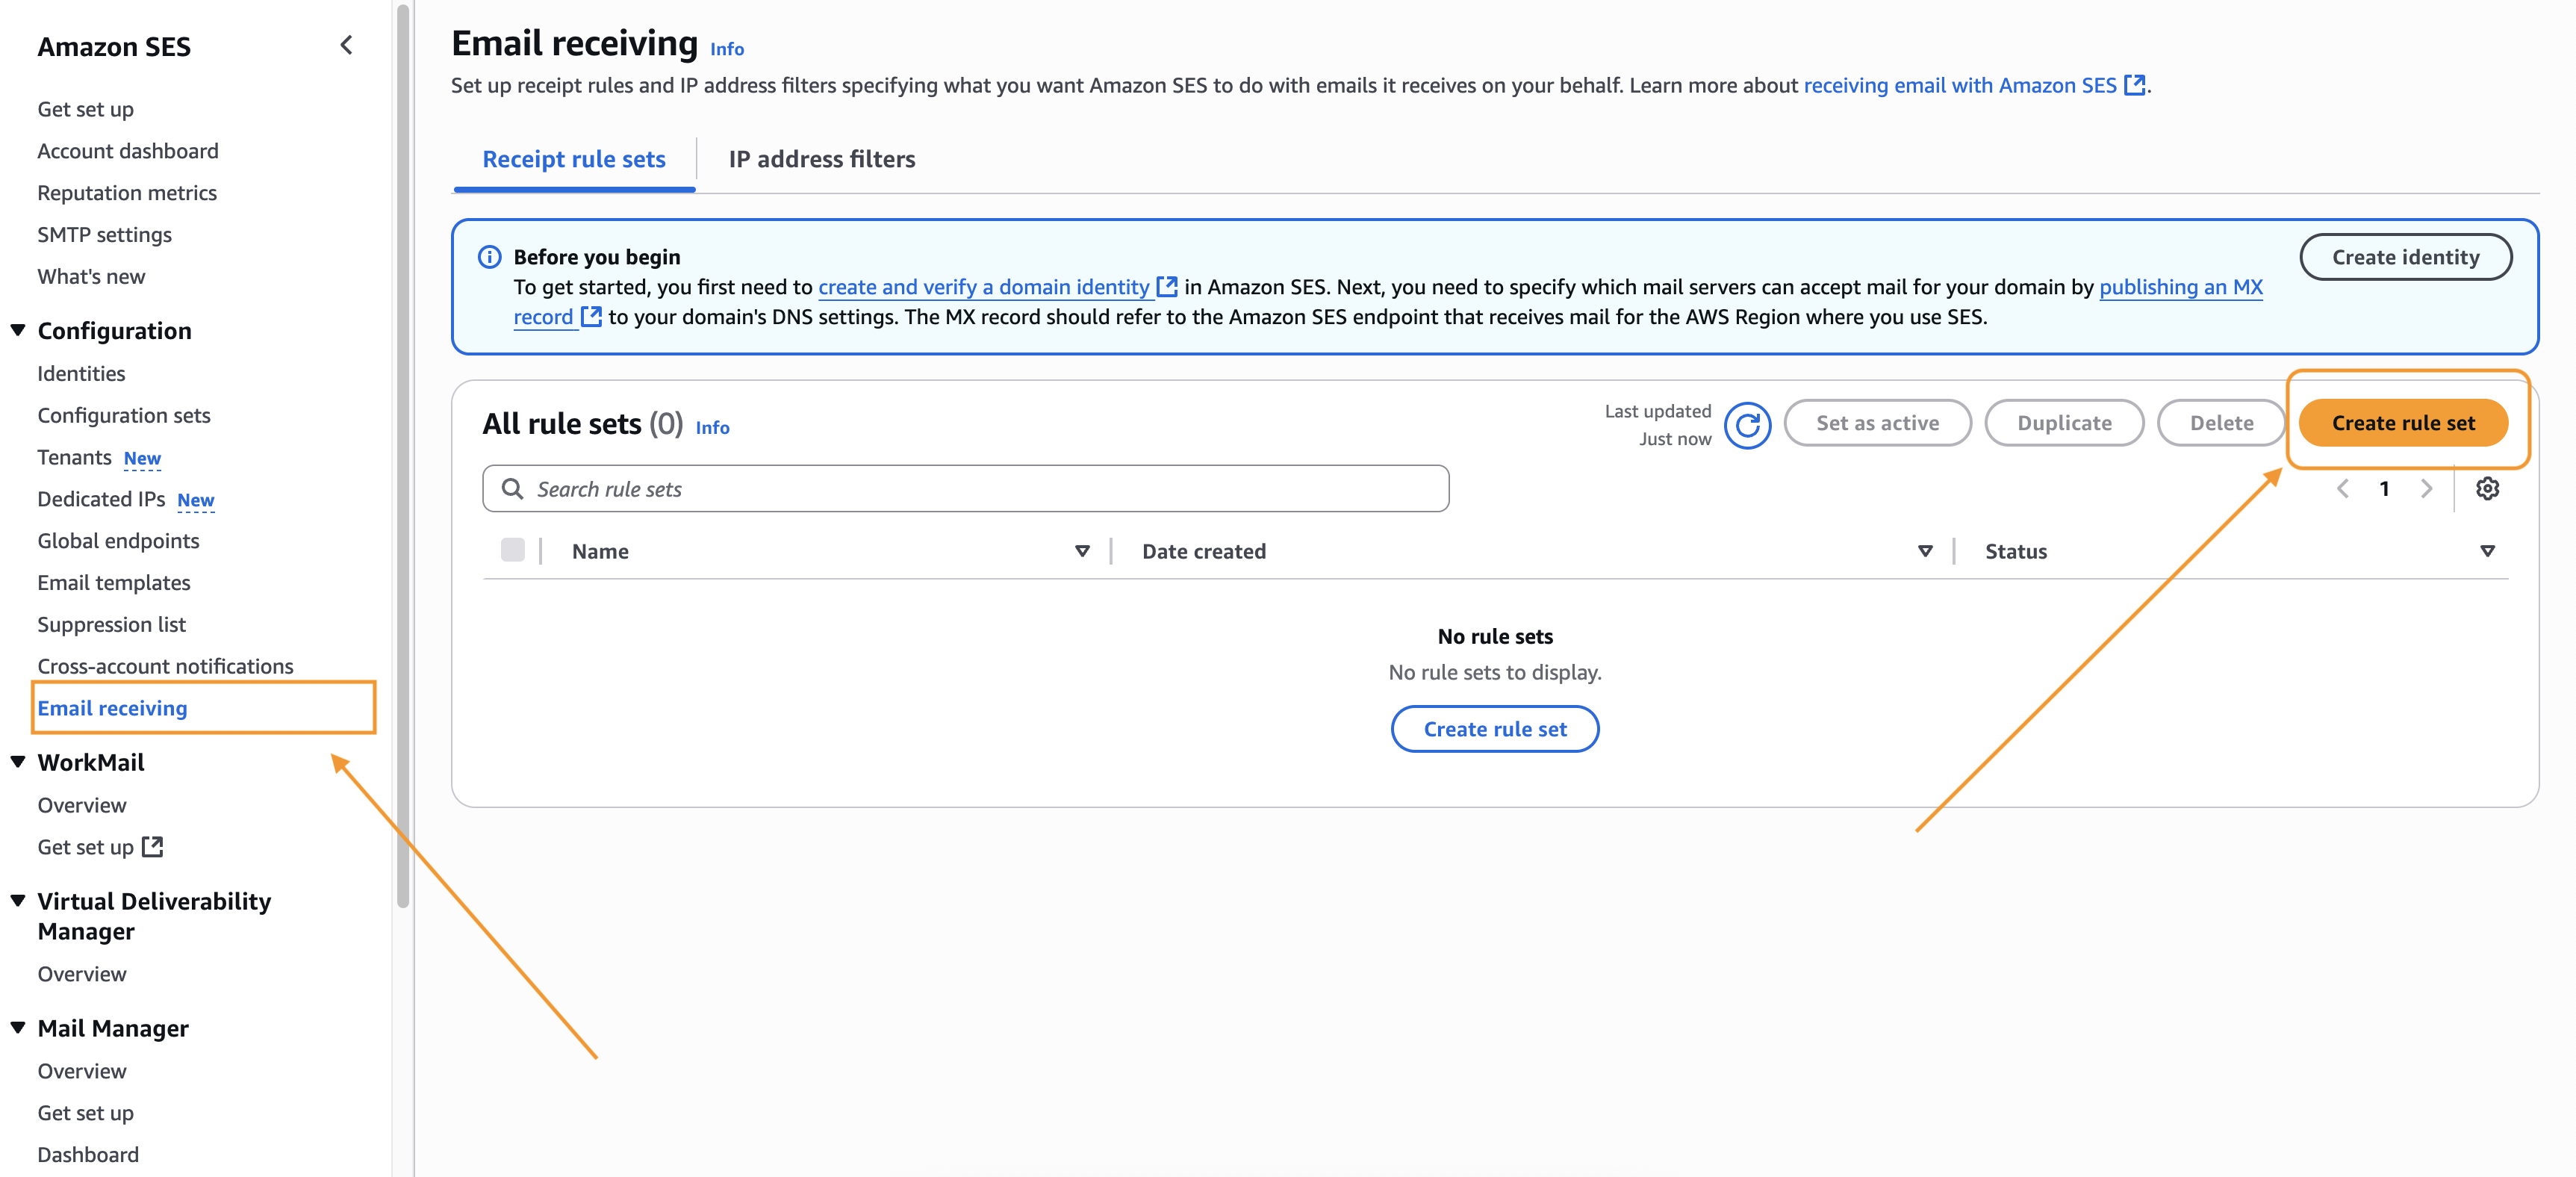 Amazon SES
Get set up
Account dashboard
Reputation metrics
SMTP settings
What's new
Configuration
Identities
Configuration sets
Tenants New
Dedicated IPs New
Global endpoints
Email templates
Suppression list
Cross-account notifications
Email receiving
WorkMail
Overview
Get set up
Virtual Deliverability
Manager
Overview
Mail Manager
Overview
Get set up
Dashboard
Email receiving Info
Set up receipt rules and IP address filters specifying what you want Amazon SES to do with emails it receives on your behalf. Learn more about receiving email with Amazon SES.
Receipt rule sets
IP address filters
Before you begin
To get started, you first need to create and verify a domain identity in Amazon SES. Next, you need to specify which mail servers can accept mail for your domain by publishing an MX
record to your domain's DNS settings. The MX record should refer to the Amazon SES endpoint that receives mail for the AWS Region where you use SES.
Create identity
All rule sets (0) Info
Last updated
Just now
Set as active
Duplicate
Delete
Create rule set
Search rule sets
1
Name
Date created
Status
No rule sets
No rule sets to display.
Create rule set